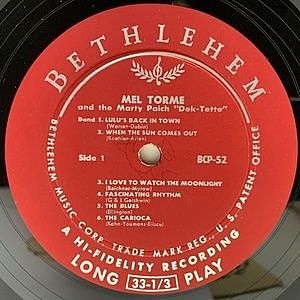 BETHLEHEM
MEL TORME
and the Marty Paich "Dek-Tette"
Band 1. LULU'S BACK IN TOWN
(Warren-Dubin)
2. WHEN THE SUN COMES OUT
(Koehler-Arlen)
Side 1
BCP-52
3. I LOVE TO WATCH THE MOONLIGHT
(Reichner-Myrow)
4. FASCINATING RHYTHM
(G & I Gershwin)
5. THE BLUES
(Ellington)
6. THE CARIOCA
(Kahn-Youmans-Eliscu)
BETHLEHEM MUSIC CORP. TRADE MARK REG., U.S. PATENT OFFICE
A HI-FIDELITY RECORDING
LONG 33-1/3 PLAY